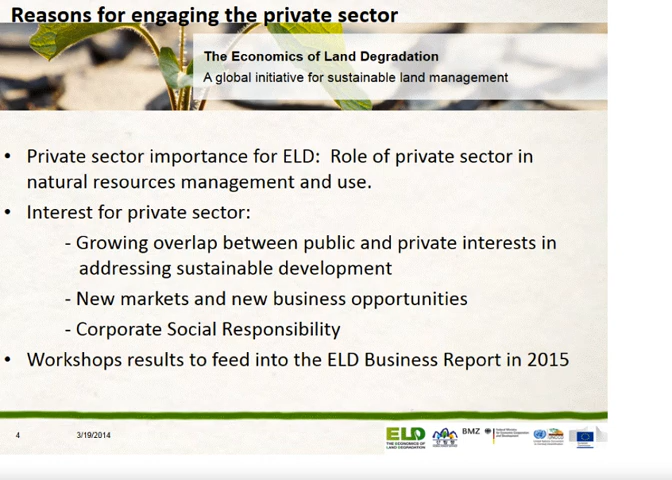 Reasons for engaging the private sector
The Economics of Land Degradation
A global initiative for sustainable land management
• Private sector importance for ELD: Role of private sector in
natural resources management and use.
• Interest for private sector:
- Growing overlap between public and private interests in
addressing sustainable development
- New markets and new business opportunities
- Corporate Social Responsibility
• Workshops results to feed into the ELD Business Report in 2015
4
3/19/2014
ELD
THE ECONOMICS OF
LAND DEGRADATION
BMZ